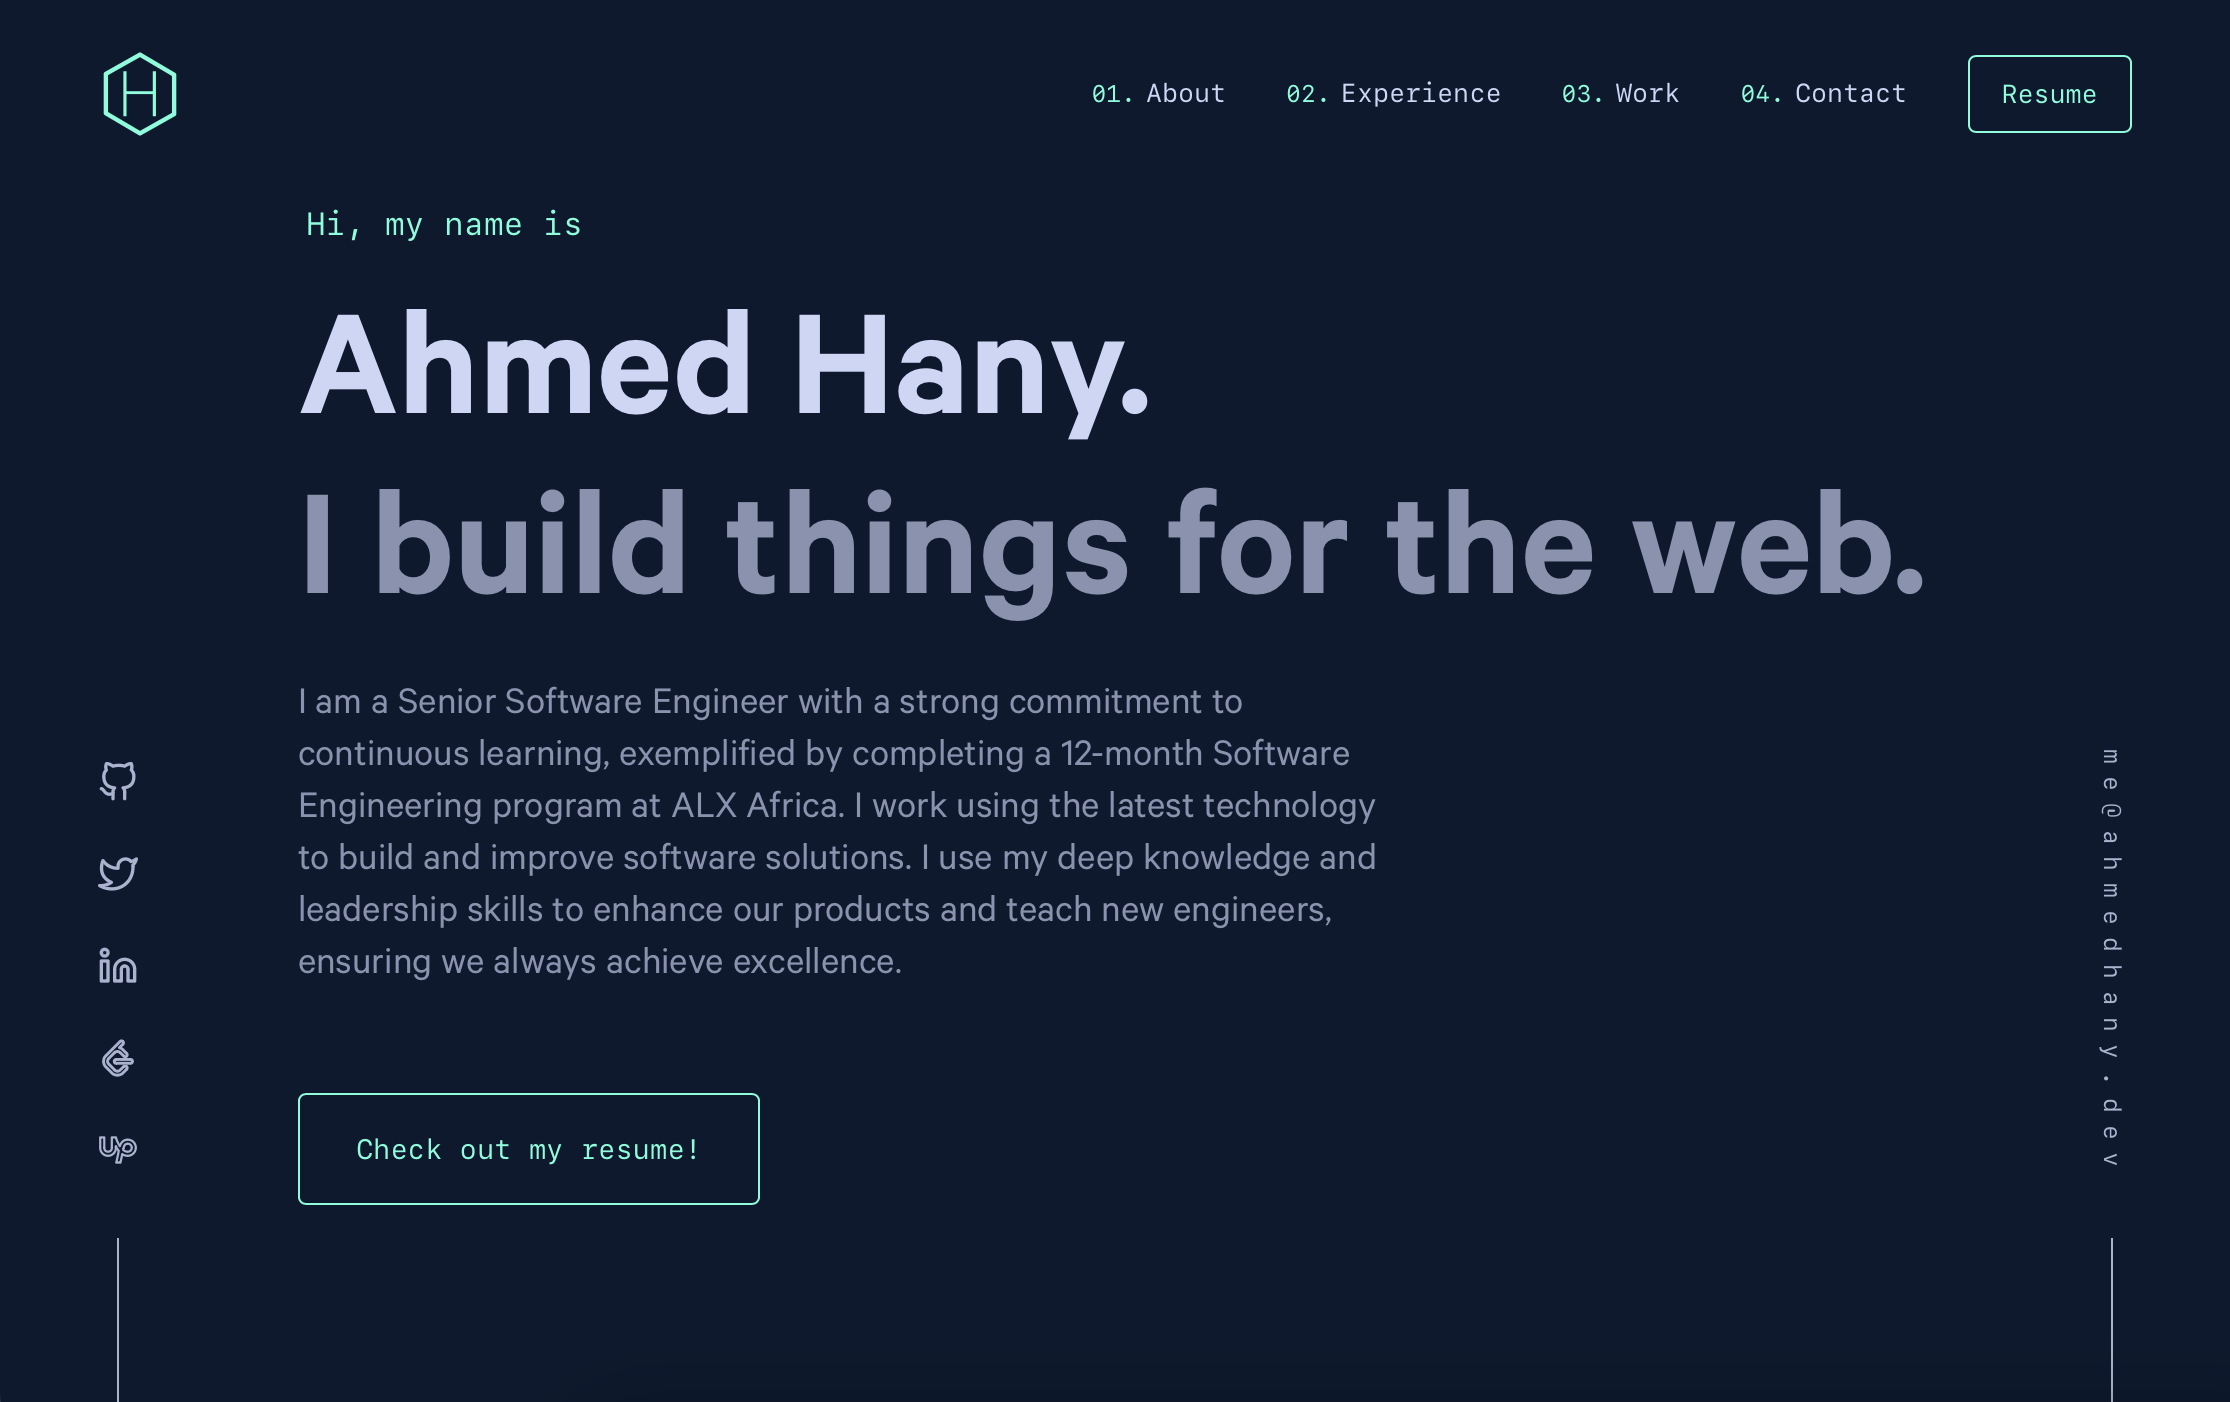 H
01. About
02. Experience
03. Work
04. Contact
Resume
Hi, my name is
Ahmed Hany.
I build things for the web.
I am a Senior Software Engineer with a strong commitment to
continuous learning, exemplified by completing a 12-month Software
Engineering program at ALX Africa. I work using the latest technology
to build and improve software solutions. I use my deep knowledge and
leadership skills to enhance our products and teach new engineers,
ensuring we always achieve excellence.
Check out my resume!
in
up
me@ahmedhany.dev